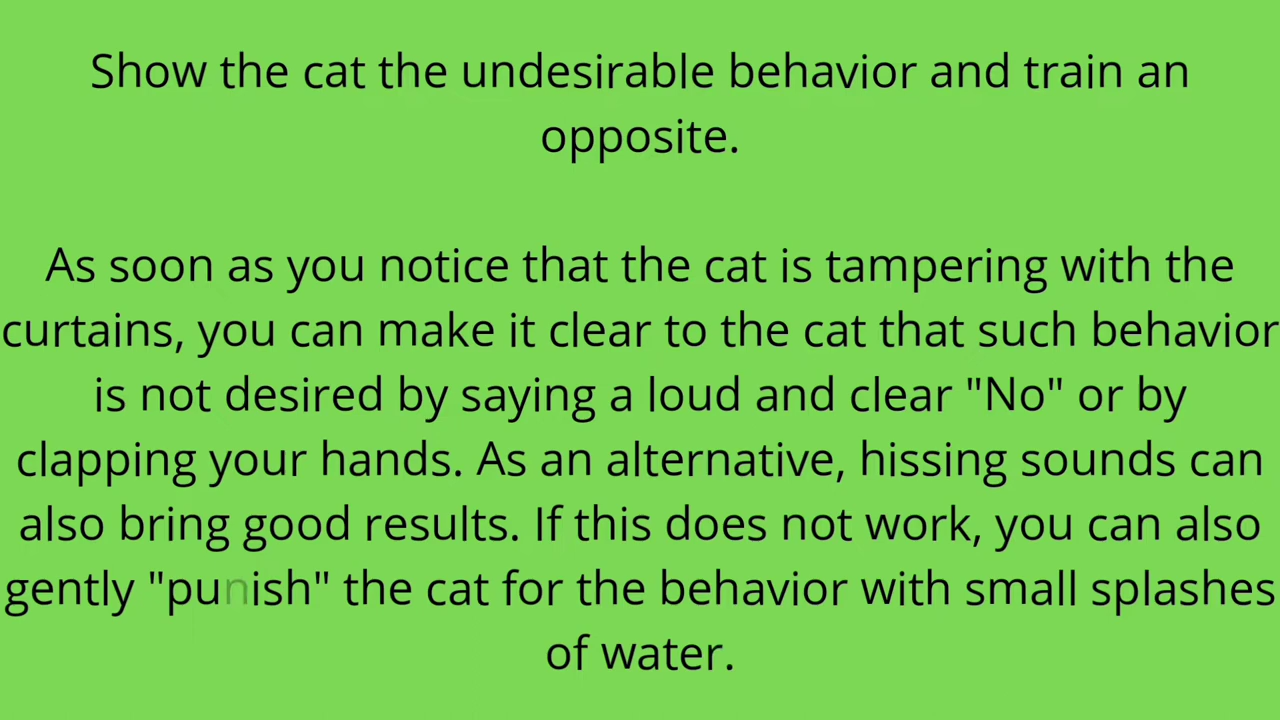 Show the cat the undesirable behavior and train an
opposite.
As soon as you notice that the cat is tampering with the
curtains, you can make it clear to the cat that such behavior
is not desired by saying a loud and clear "No" or by
clapping your hands. As an alternative, hissing sounds can
also bring good results. If this does not work, you can also
gently "punish" the cat for the behavior with small splashes
of water.